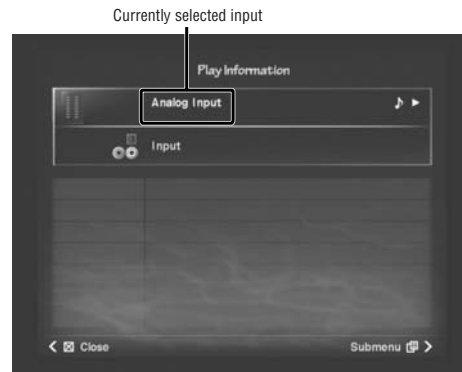 Currently selected input
Play Information
Analog Input
Input
Close
Submenu